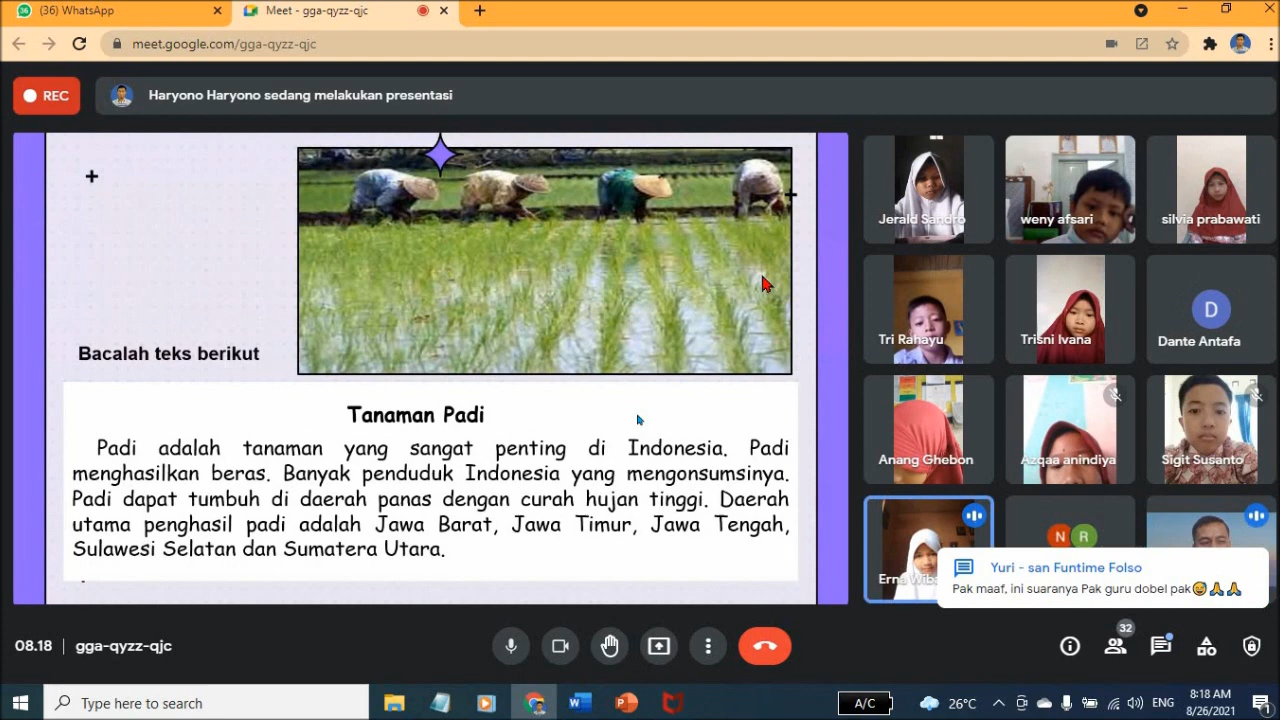 (36) WhatsApp
Meet - gga-qyzz-qjc
meet.google.com/gga-qyzz-qjc
REC
Haryono Haryono sedang melakukan presentasi
Bacalah teks berikut
Tanaman Padi
Padi adalah tanaman yang sangat penting di Indonesia. Padi
menghasilkan beras. Banyak penduduk Indonesia yang mengonsumsinya.
Padi dapat tumbuh di daerah panas dengan curah hujan tinggi. Daerah
utama penghasil padi adalah Jawa Barat, Jawa Timur, Jawa Tengah,
Sulawesi Selatan dan Sumatera Utara.
Jerald Sandro
weny afsari
silvia prabawati
Tri Rahayu
Trisni Ivana
D
Dante Antafa
Anang Ghebon
Azqaa anindiya
Sigit Susanto
Erna
N R
Yuri - san Funtime Folso
Pak maaf, ini suaranya Pak guru dobel pak😅🙏🙏
08.18 | gga-qyzz-qjc
32
Type here to search
A/C
26°C
ENG
8:18 AM
8/26/2021
1